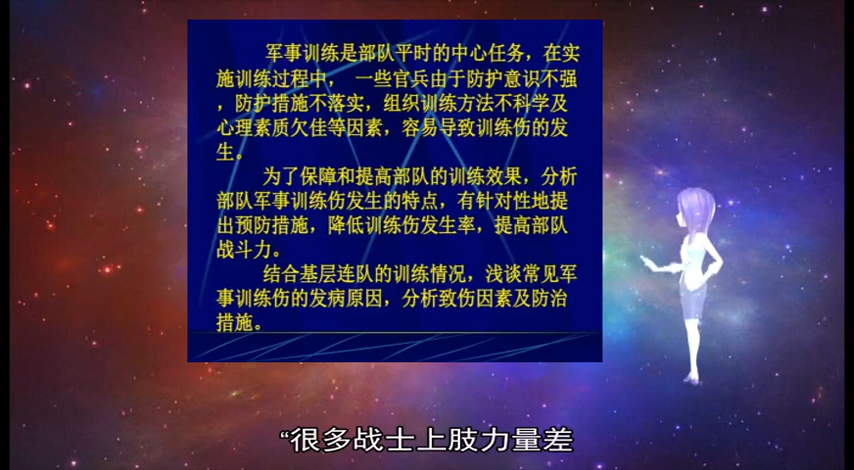 军事训练是部队平时的中心任务，在实
施训练过程中， 一些官兵由于防护意识不强
，防护措施不落实，组织训练方法不科学及
心理素质欠佳等因素，容易导致训练伤的发
生。
为了保障和提高部队的训练效果，分析
部队军事训练伤发生的特点，有针对性地提
出预防措施，降低训练伤发生率，提高部队
战斗力。
结合基层连队的训练情况，浅谈常见军
事训练伤的发病原因，分析致伤因素及防治
措施。
“很多战士上肢力量差